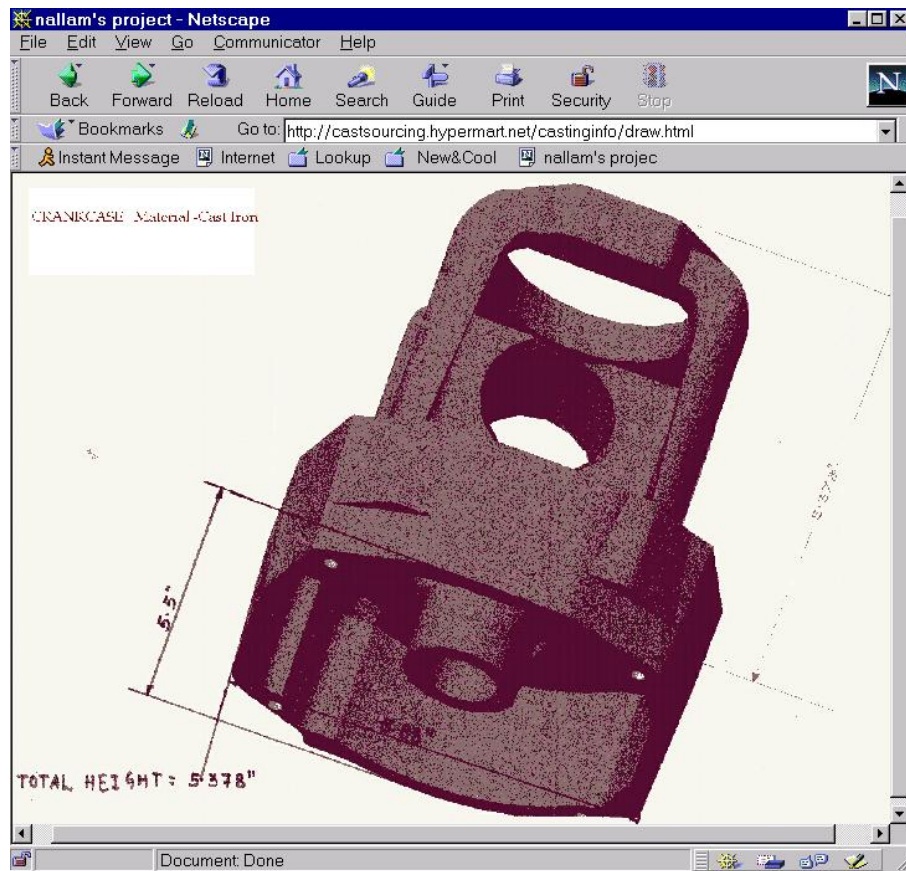 nallam's project - Netscape
File Edit View Go Communicator Help
Back Forward Reload Home Search Guide Print Security Stop
Bookmarks Go to: http://castsourcing.hypermart.net/castinginfo/draw.html
Instant Message Internet Lookup New&Cool nallam's projec
CRANKCASE Material -Cast Iron
5.378"
5.5"
TOTAL HEIGHT: 5.378"
Document: Done